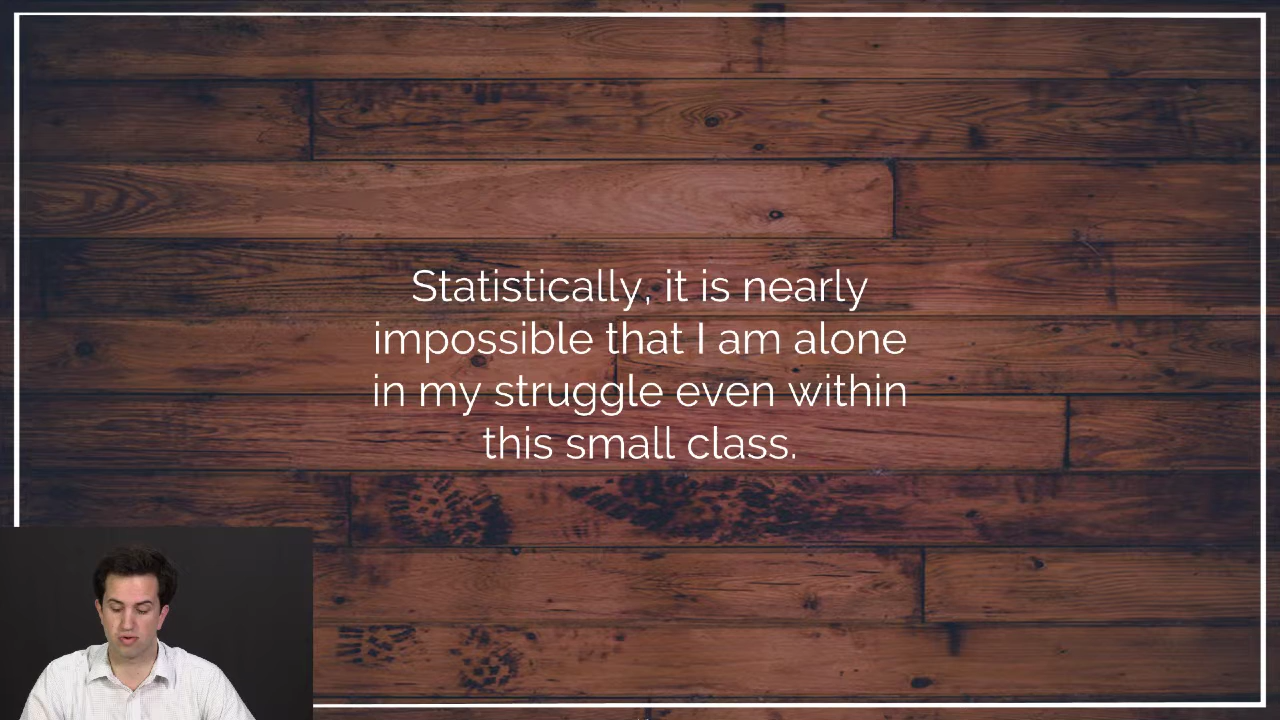 Statistically, it is nearly
impossible that I am alone
in my struggle even within
this small class.